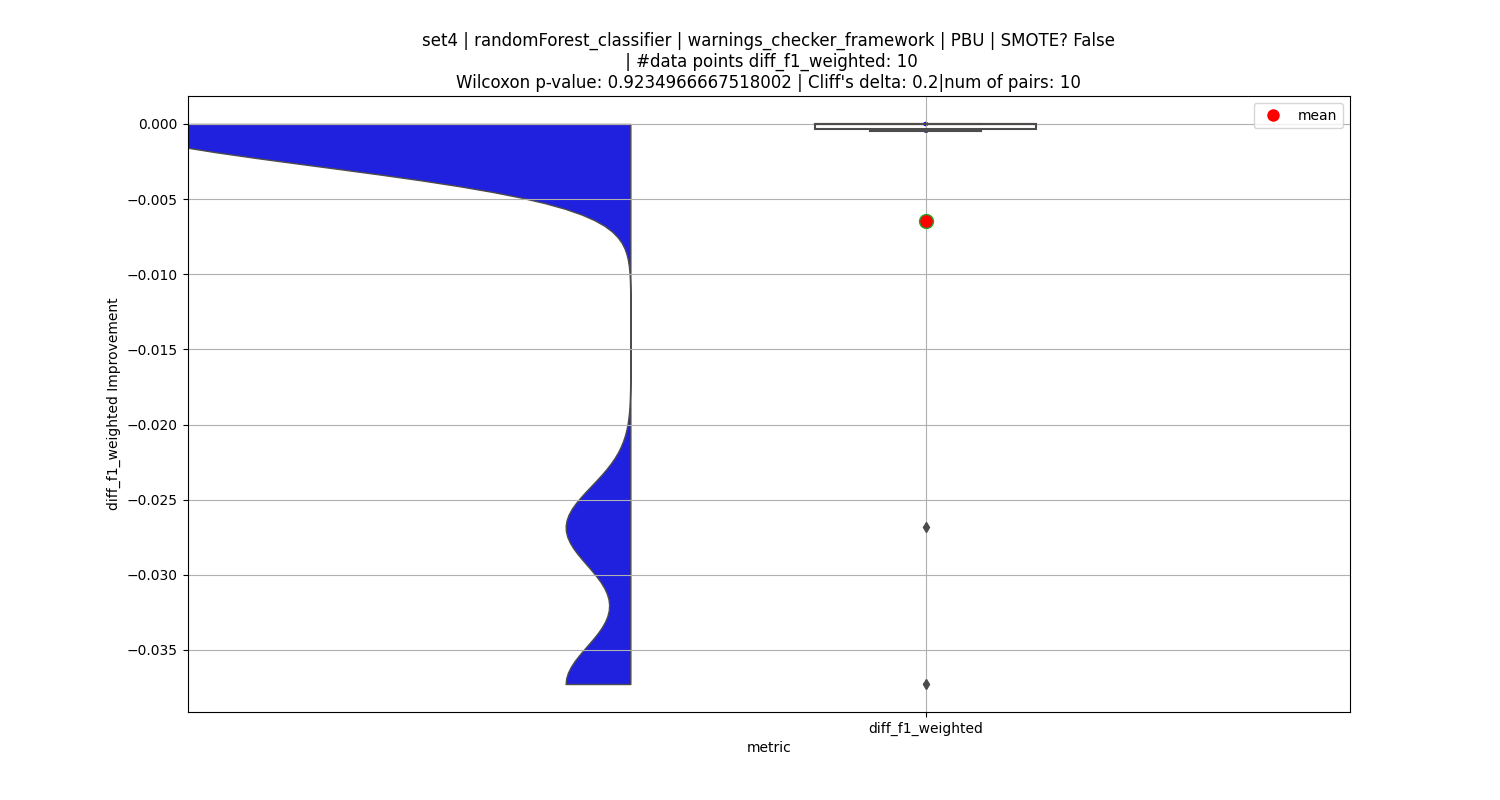 set4 | randomForest_classifier | warnings_checker_framework | PBU | SMOTE? False
| #data points diff_f1_weighted: 10
Wilcoxon p-value: 0.9234966667518002 | Cliff's delta: 0.2|num of pairs: 10
mean
0.000
−0.005
−0.010
−0.015
−0.020
−0.025
−0.030
−0.035
diff_f1_weighted Improvement
diff_f1_weighted
metric